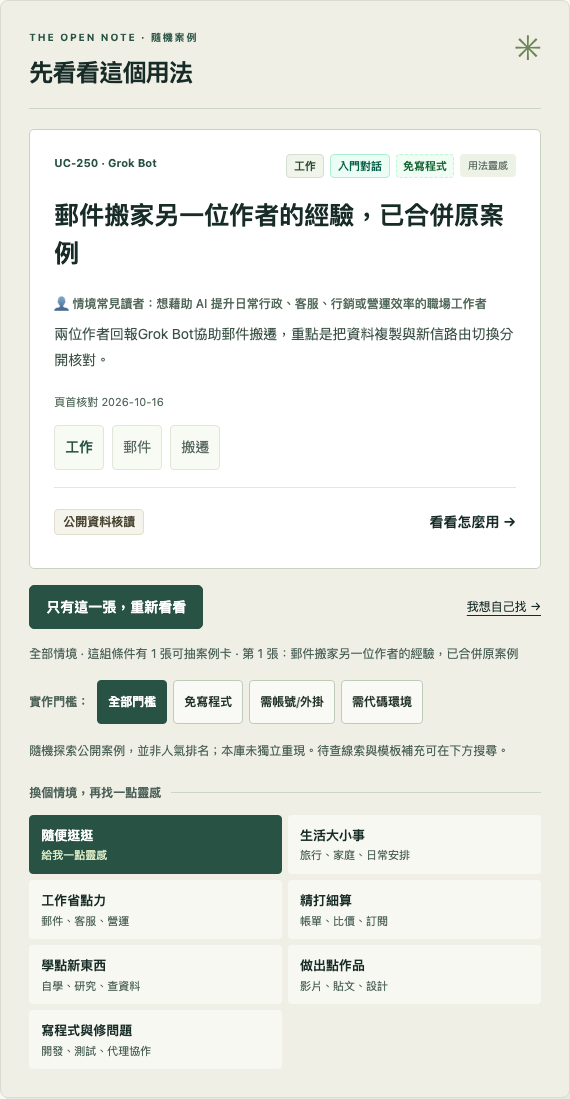 THE OPEN NOTE · 隨機案例
先看看這個用法
UC-250 · Grok Bot
工作
入門對話
免寫程式
用法靈感
郵件搬家另一位作者的經驗，已合併原案
例
情境常見讀者：想藉助 AI 提升日常行政、客服、行銷或營運效率的職場工作者
兩位作者回報Grok Bot協助郵件搬遷，重點是把資料複製與新信路由切換分
開核對。
頁首核對 2026-10-16
工作
郵件
搬遷
公開資料核讀
看看怎麼用 →
只有這一張，重新看看
我想自己找 →
全部情境 · 這組條件有 1 張可抽案例卡 · 第 1 張：郵件搬家另一位作者的經驗，已合併原案例
實作門檻：
全部門檻
免寫程式
需帳號/外掛
需代碼環境
隨機探索公開案例，並非人氣排名；本庫未獨立重現。待查線索與模板補充可在下方搜尋。
換個情境，再找一點靈感
隨便逛逛
給我一點靈感
生活大小事
旅行、家庭、日常安排
工作省點力
郵件、客服、營運
精打細算
帳單、比價、訂閱
學點新東西
自學、研究、查資料
做出點作品
影片、貼文、設計
寫程式與修問題
開發、測試、代理協作